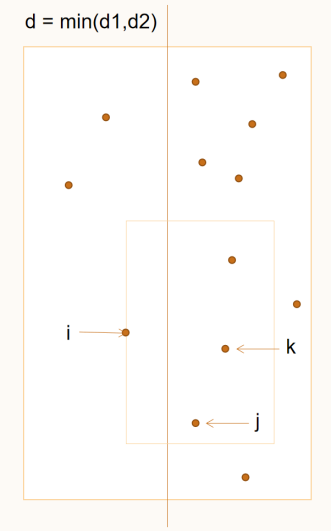 d = min(d1,d2)
i
k
j